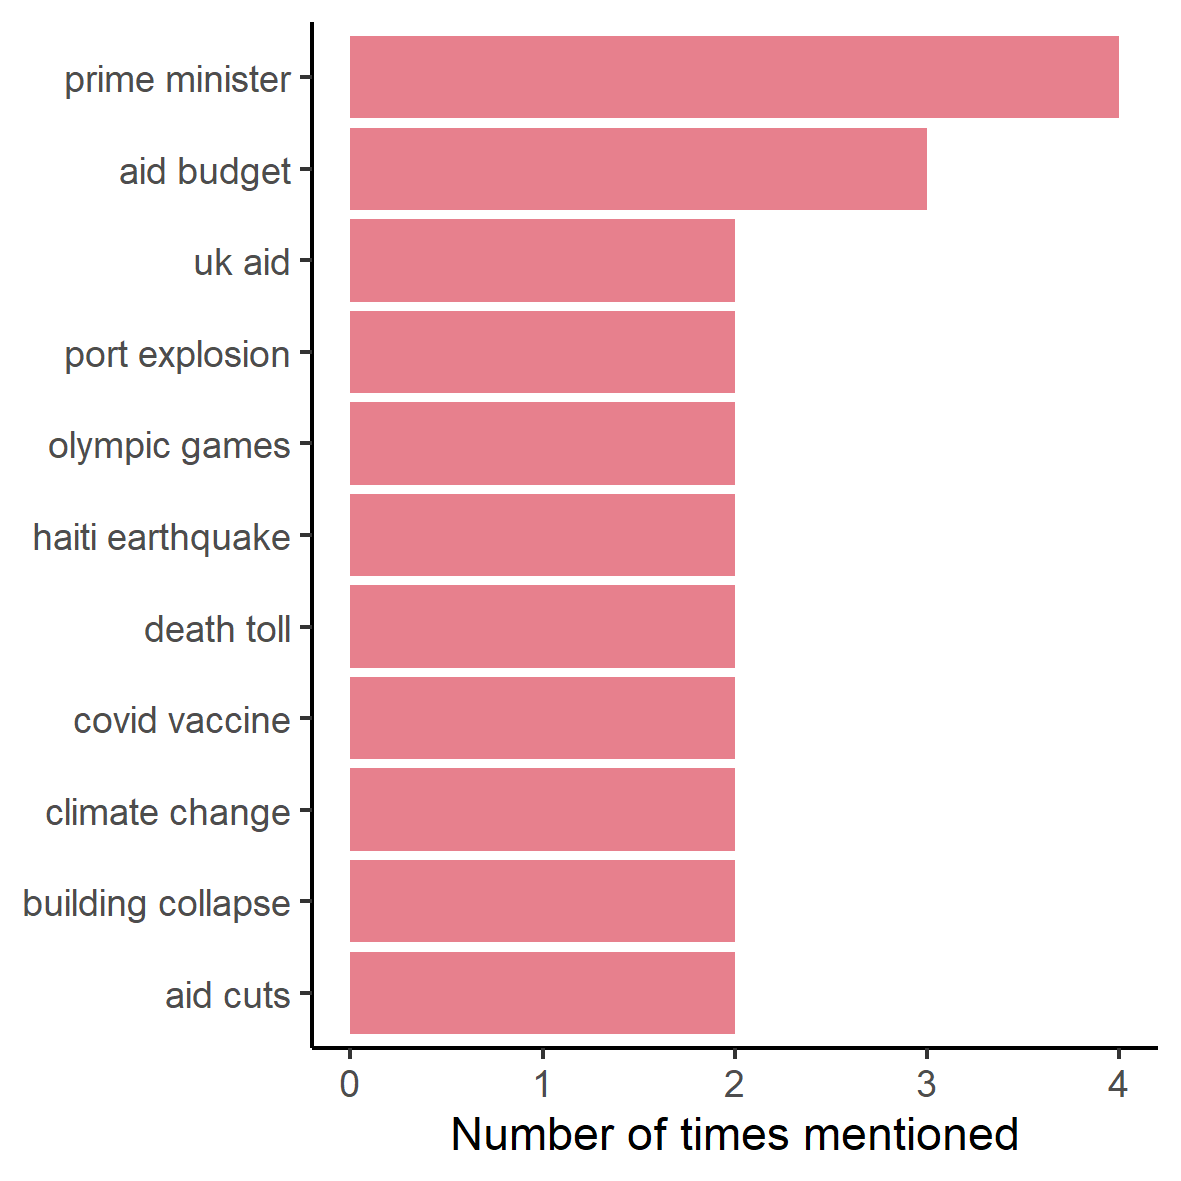 prime minister
aid budget
uk aid
port explosion
olympic games
haiti earthquake
death toll
covid vaccine
climate change
building collapse
aid cuts
0 1 2 3 4
Number of times mentioned